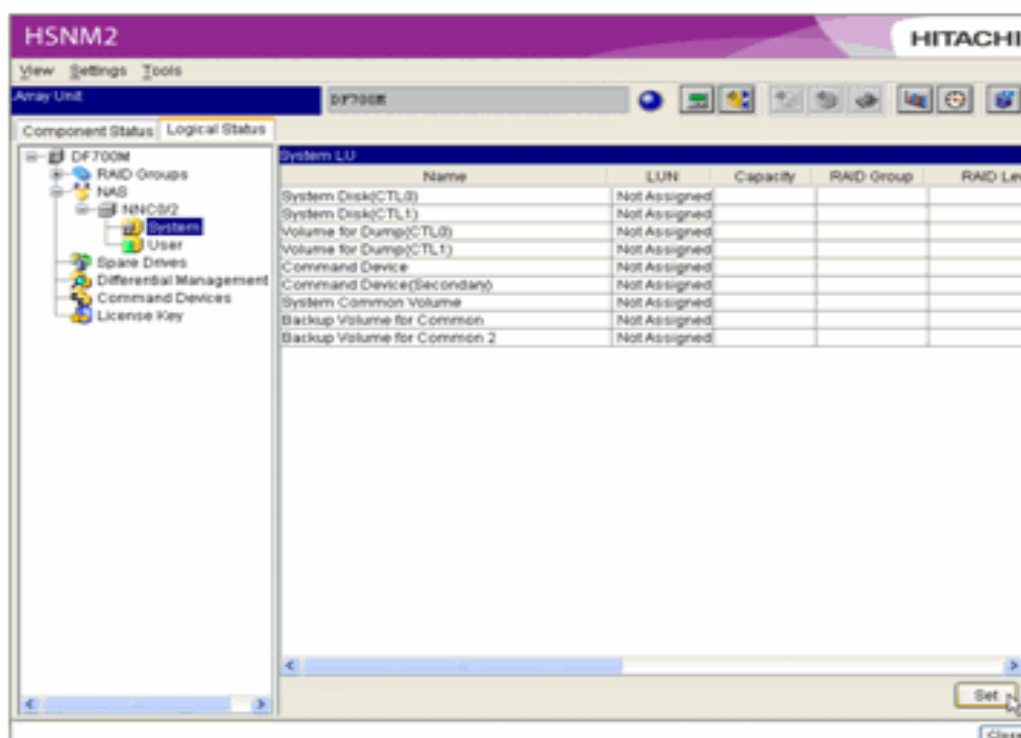 HSNM2
HITACHI
View Settings Tools
Array Unit
DF700M
Component Status Logical Status
DF700M
RAID Groups
NAS
NNC0/2
System
User
Spare Drives
Differential Management
Command Devices
License Key
System LU
Name LUN Capacity RAID Group RAID Lev
System Disk(CTL0) Not Assigned
System Disk(CTL1) Not Assigned
Volume for Dump(CTL0) Not Assigned
Volume for Dump(CTL1) Not Assigned
Command Device Not Assigned
Command Device(Secondary) Not Assigned
System Common Volume Not Assigned
Backup Volume for Common Not Assigned
Backup Volume for Common 2 Not Assigned
Set
Close